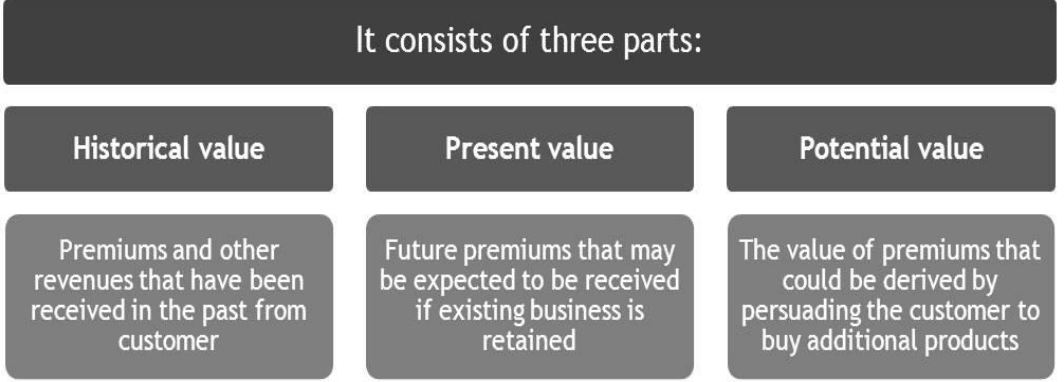 It consists of three parts:
Historical value
Present value
Potential value
Premiums and other
revenues that have been
received in the past from
customer
Future premiums that may
be expected to be received
if existing business is
retained
The value of premiums that
could be derived by
persuading the customer to
buy additional products